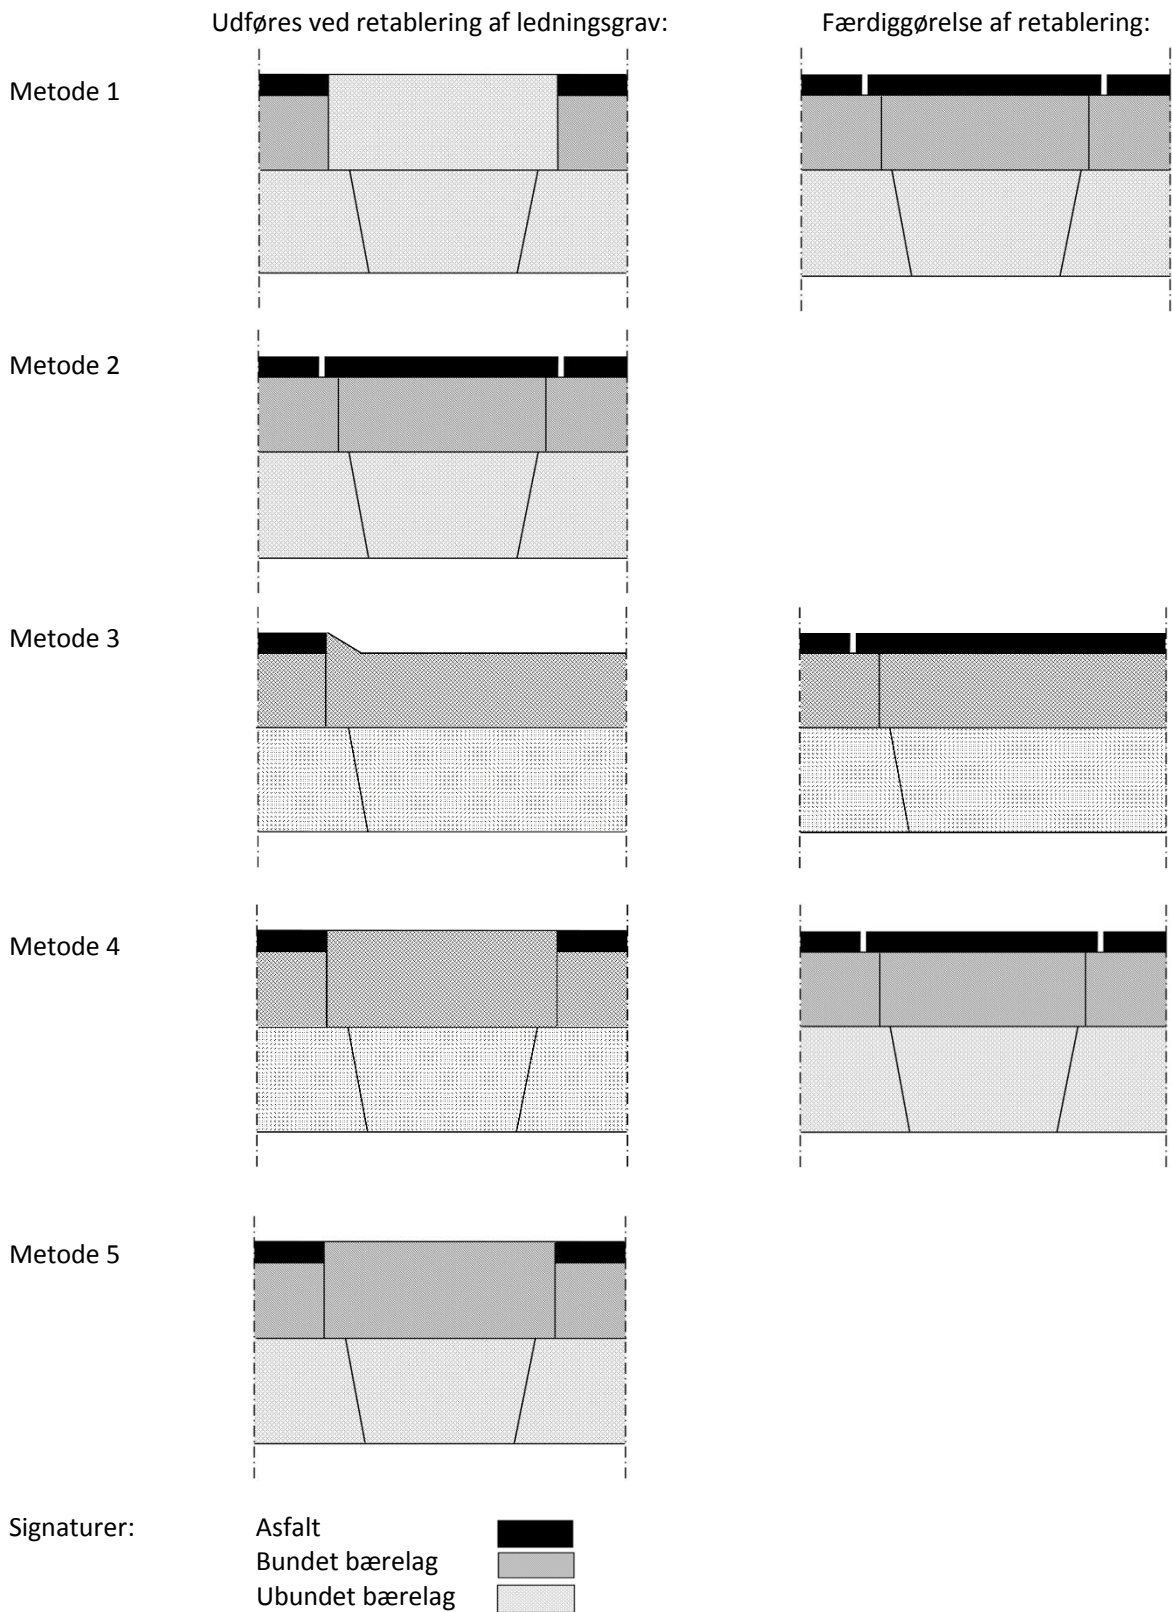 Udføres ved retablering af ledningsgrav:
Færdiggørelse af retablering:
Metode 1
Metode 2
Metode 3
Metode 4
Metode 5
Signaturer:
Asfalt
Bundet bærelag
Ubundet bærelag